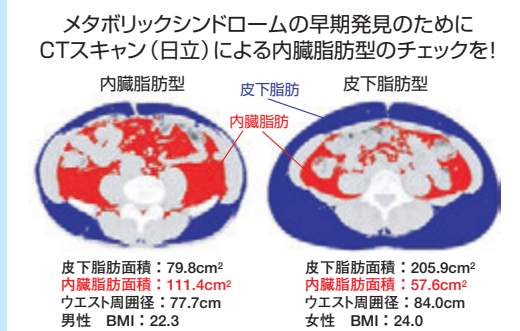 メタボリックシンドロームの早期発見のために
CTスキャン（日立）による内臓脂肪型のチェックを!
内臓脂肪型
皮下脂肪
皮下脂肪型
内臓脂肪
皮下脂肪面積：79.8cm²
内臓脂肪面積：111.4cm²
ウエスト周囲径：77.7cm
男性　BMI：22.3
皮下脂肪面積：205.9cm²
内臓脂肪面積：57.6cm²
ウエスト周囲径：84.0cm
女性　BMI：24.0